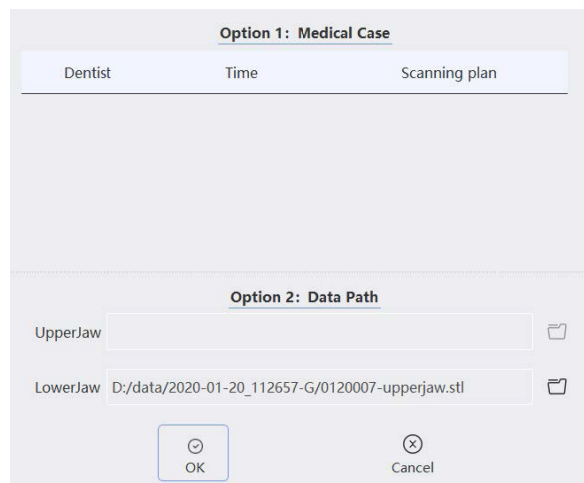 Option 1: Medical Case
Dentist Time Scanning plan
Option 2: Data Path
UpperJaw
LowerJaw D:/data/2020-01-20_112657-G/0120007-upperjaw.stl
OK Cancel